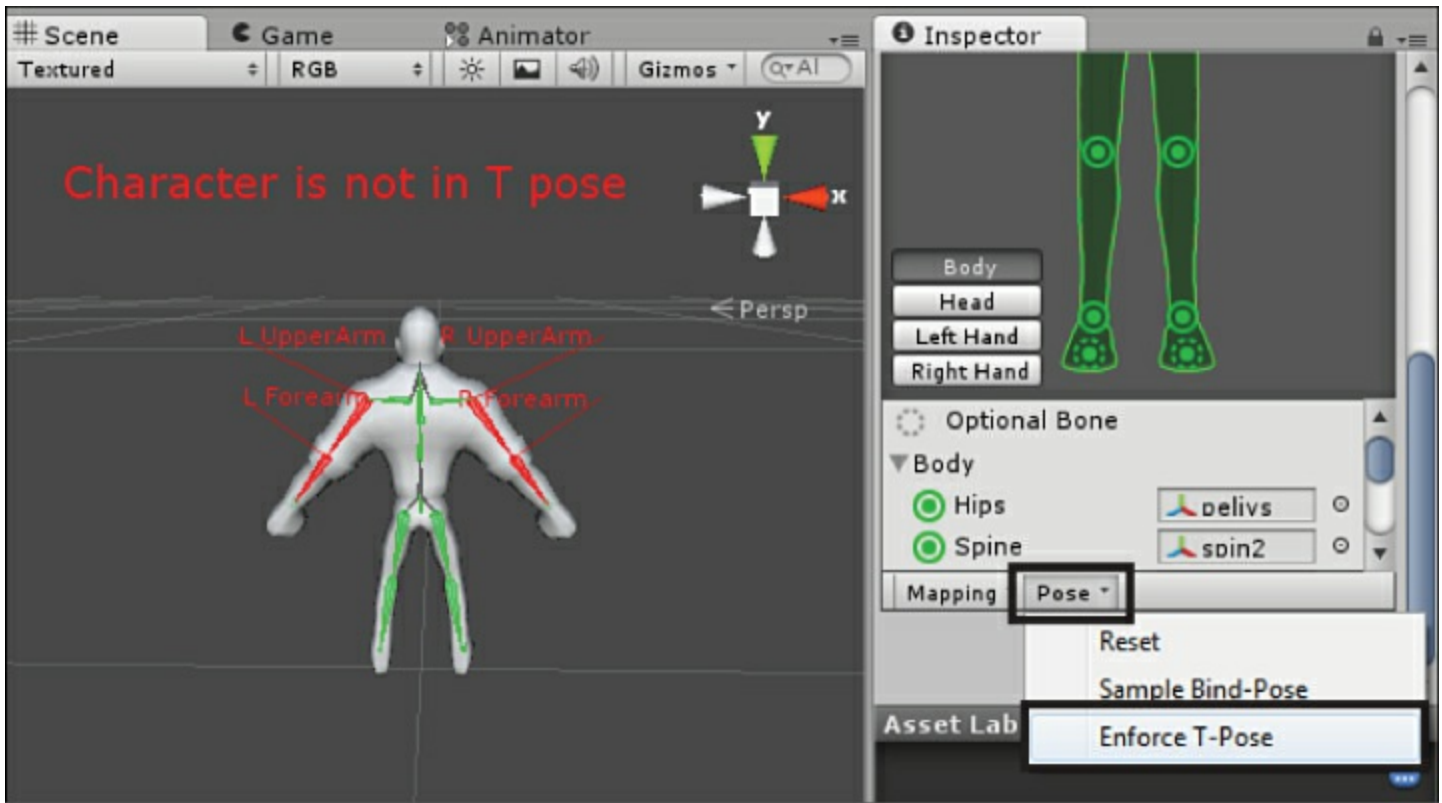 Scene
Game
Animator
Textured
RGB
Gizmos
Al
Character is not in T pose
y
x
Persp
L UpperArm
R UpperArm
L Forearm
R Forearm
Inspector
Body
Head
Left Hand
Right Hand
Optional Bone
Body
Hips
pelivs
Spine
spin2
Mapping
Pose
Reset
Sample Bind-Pose
Enforce T-Pose
Asset Lab